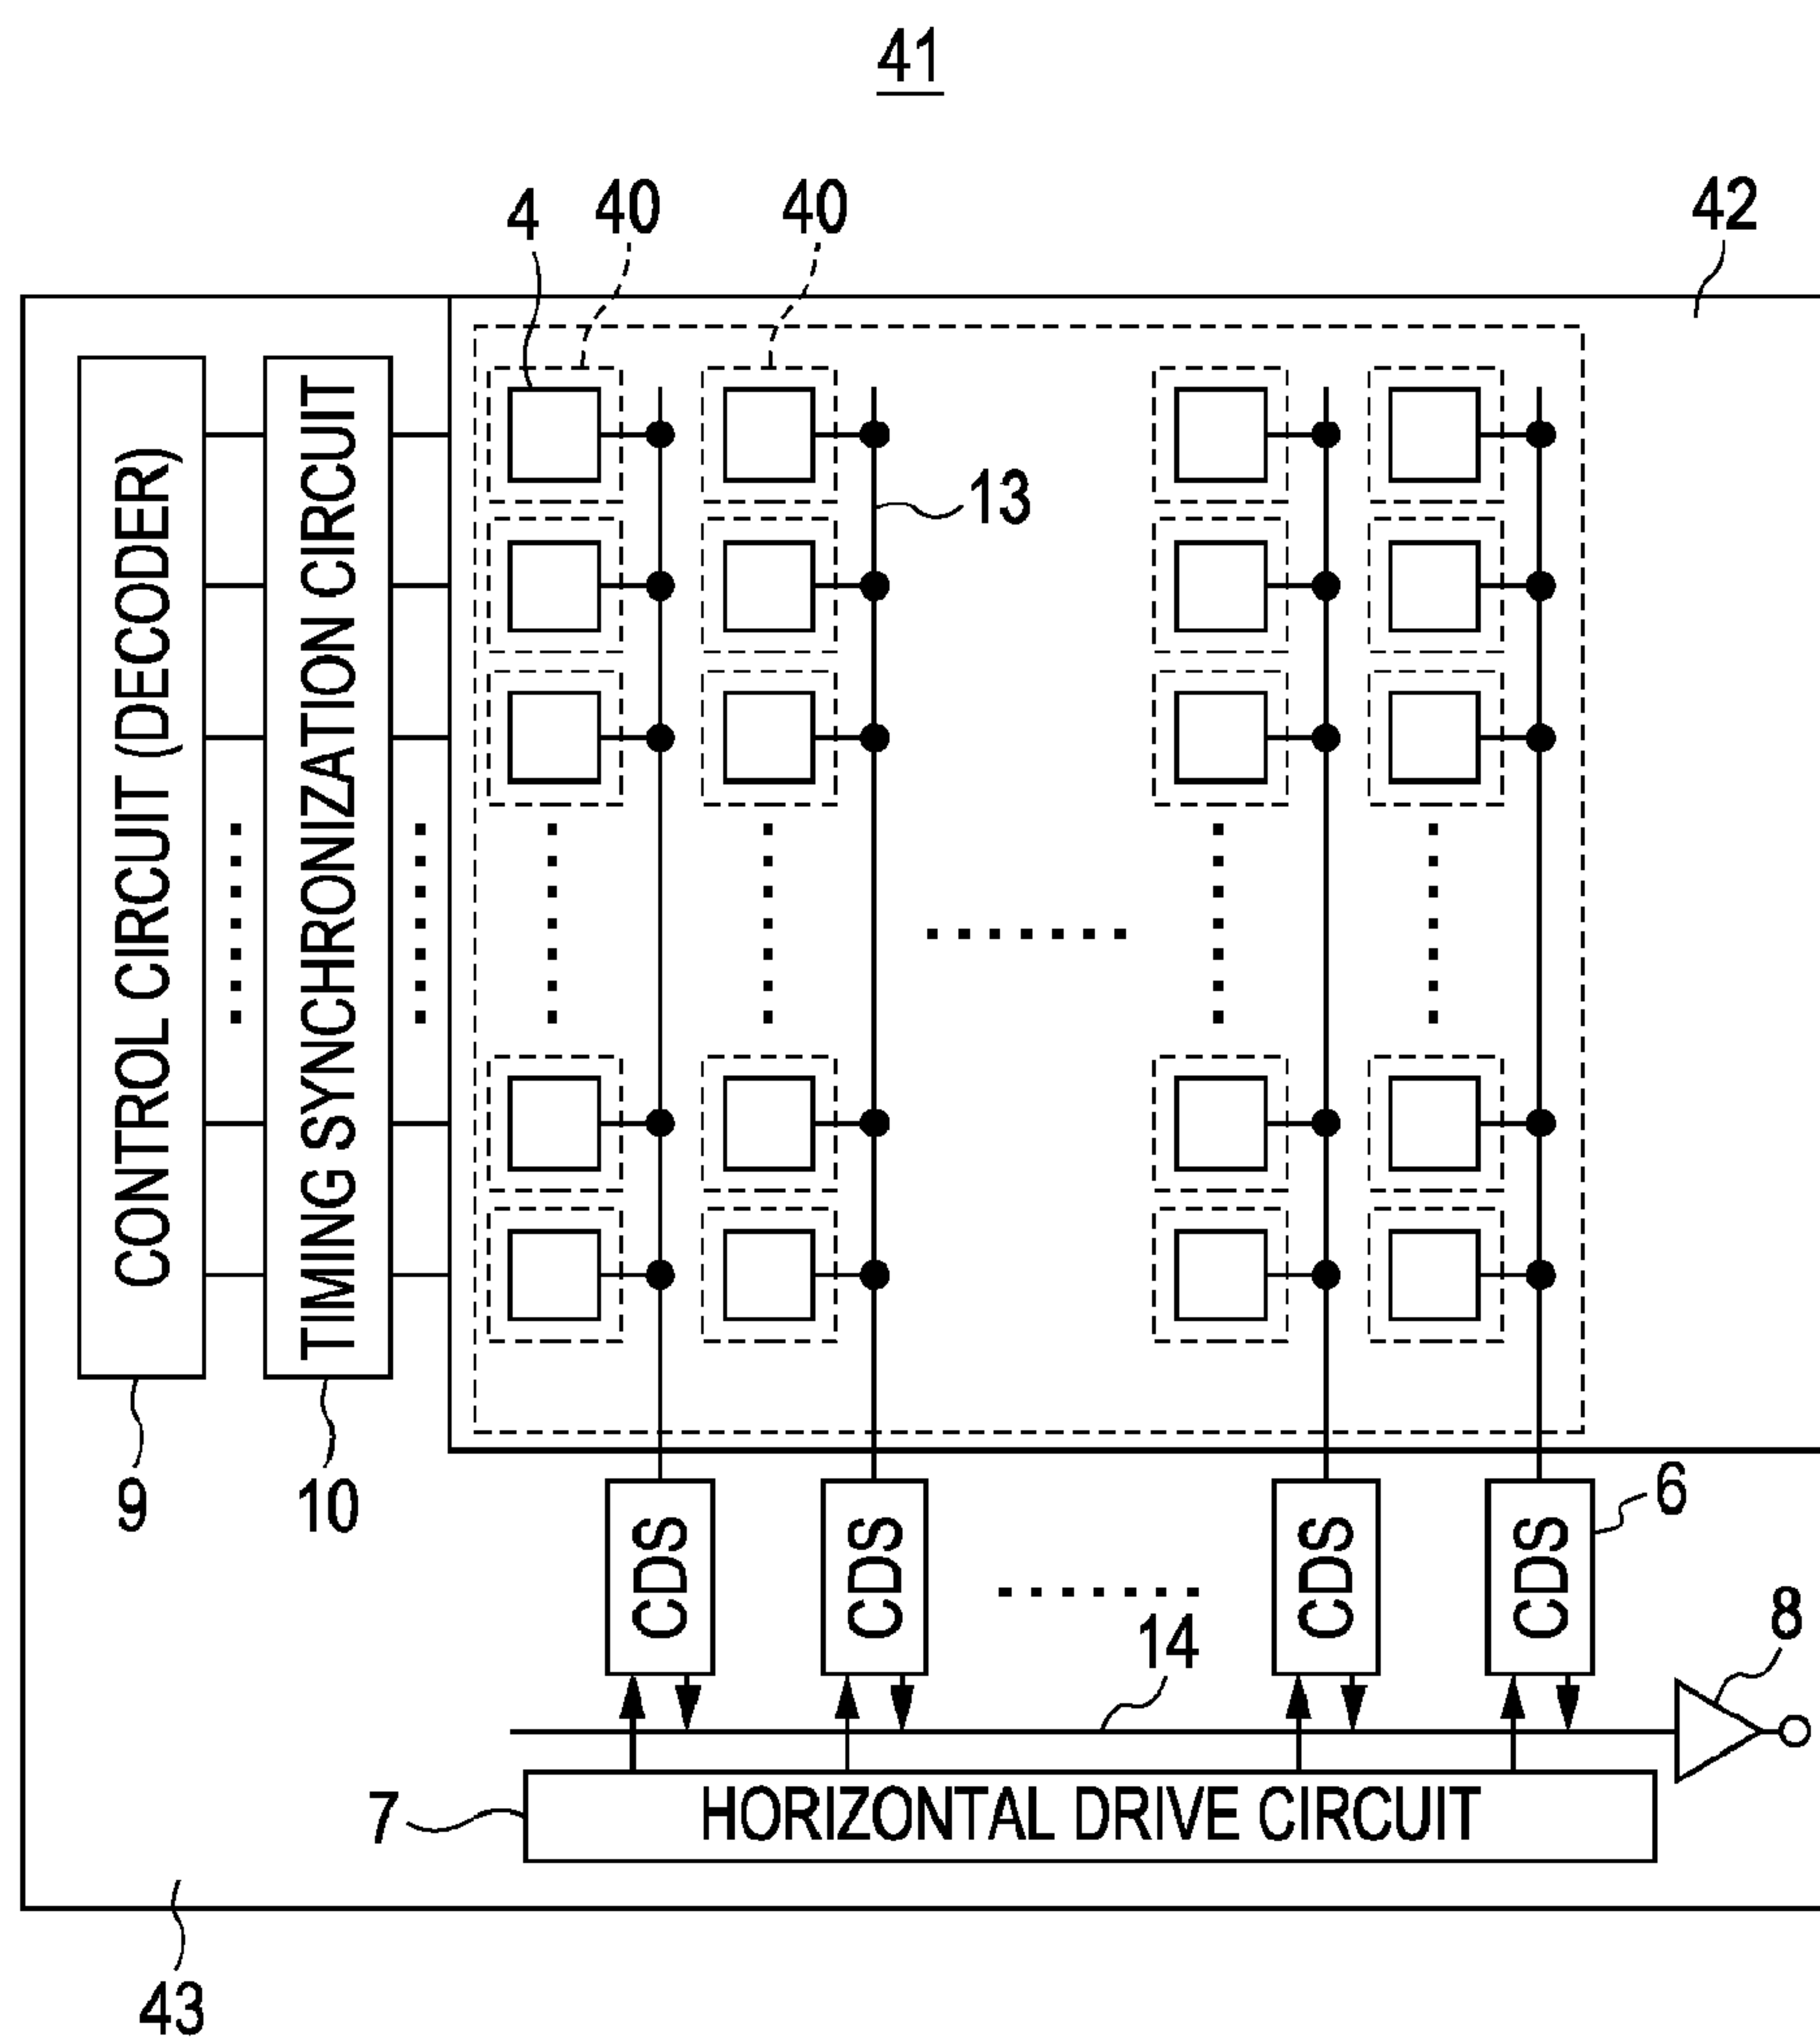 41
4
40
40
42
13
CONTROL CIRCUIT (DECODER)
TIMING SYNCHRONIZATION CIRCUIT
9
10
6
CDS
CDS
CDS
CDS
14
8
7
HORIZONTAL DRIVE CIRCUIT
43